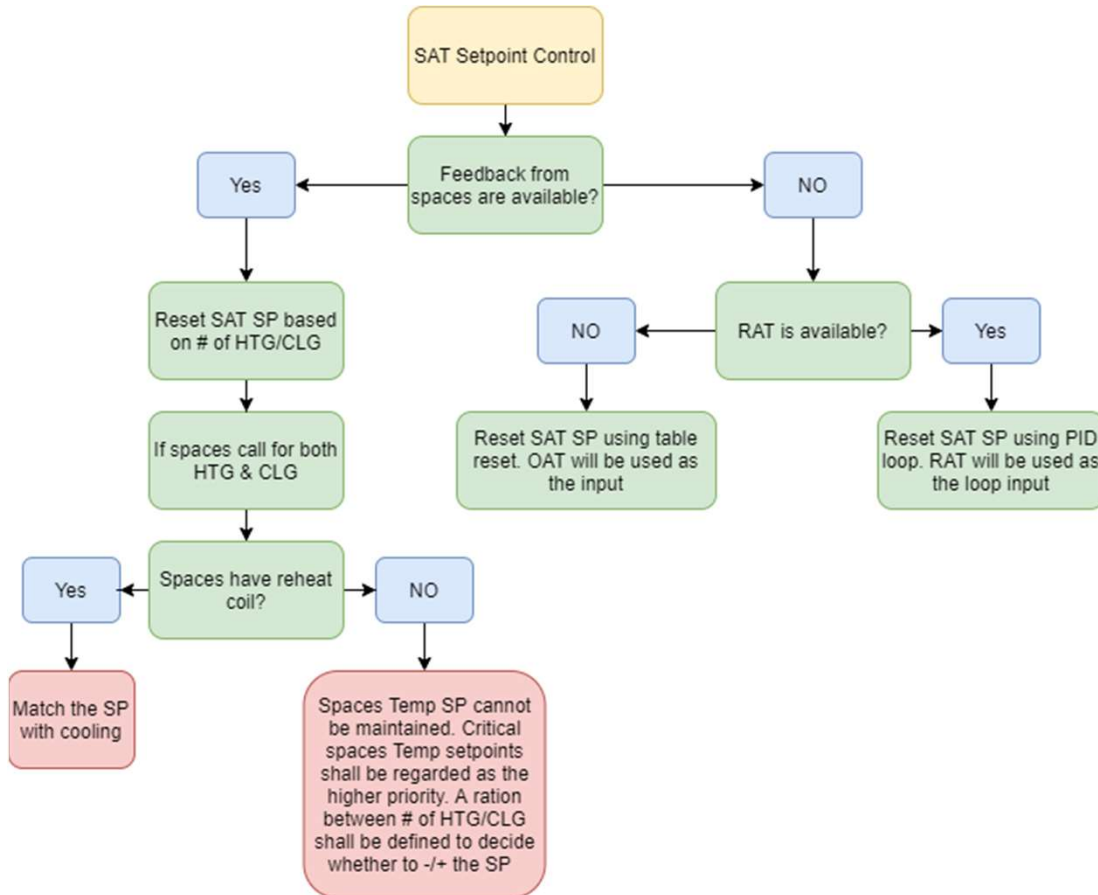 SAT Setpoint Control
Feedback from
spaces are available?
Yes
NO
Reset SAT SP based
on # of HTG/CLG
NO
RAT is available?
Yes
If spaces call for both
HTG & CLG
Reset SAT SP using table
reset. OAT will be used as
the input
Reset SAT SP using PID
loop. RAT will be used as
the loop input
Yes
Spaces have reheat
coil?
NO
Match the SP
with cooling
Spaces Temp SP cannot
be maintained. Critical
spaces Temp setpoints
shall be regarded as the
higher priority. A ration
between # of HTG/CLG
shall be defined to decide
whether to -/+ the SP